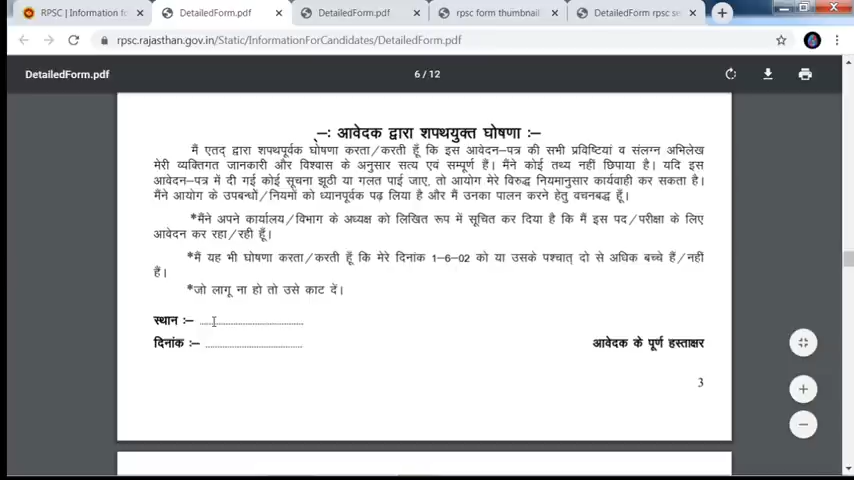 RPSC | Information f
DetailedForm.pdf
DetailedForm.pdf
rpsc form thumbnail
DetailForm rpsc se
rpsc.rajasthan.gov.in/Static/InformationForCandidates/DetailedForm.pdf
DetailedForm.pdf
6 / 12
–: आवेदक द्वारा शपथयुक्त घोषणा :–
मैं एतद् द्वारा शपथपूर्वक घोषणा करता/करती हूँ कि इस आवेदन–पत्र की सभी प्रविष्टियां व संलग्न अभिलेख
मेरी व्यक्तिगत जानकारी और विश्वास के अनुसार सत्य एवं सम्पूर्ण हैं। मैंने कोई तथ्य नहीं छिपाया है। यदि इस
आवेदन–पत्र में दी गई कोई सूचना झूठी या गलत पाई जाए, तो आयोग मेरे विरुद्ध नियमानुसार कार्यवाही कर सकता है।
मैंने आयोग के उपबन्धों/नियमों को ध्यानपूर्वक पढ़ लिया है और मैं उनका पालन करने हेतु वचनबद्ध हूँ।
*मैंने अपने कार्यालय/विभाग के अध्यक्ष को लिखित रूप में सूचित कर दिया है कि मैं इस पद/परीक्षा के लिए
आवेदन कर रहा/रही हूँ।
*मैं यह भी घोषणा करता/करती हूँ कि मेरे दिनांक 1–6–02 को या उसके पश्चात् दो से अधिक बच्चे हैं/नहीं
हैं।
*जो लागू ना हो तो उसे काट दें।
स्थान :– ........................................
दिनांक :– ........................................
आवेदक के पूर्ण हस्ताक्षर
3